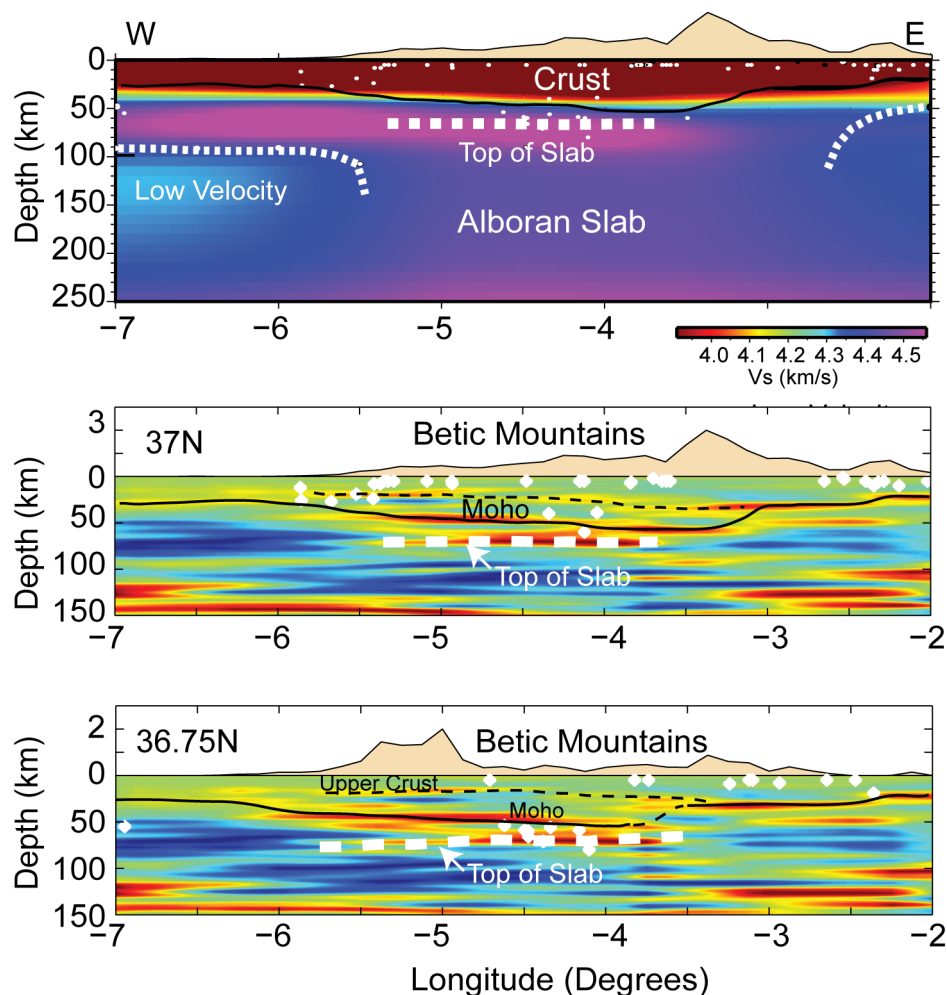 W E
0
50
100
150
200
250
Depth (km)
Crust
Top of Slab
Low Velocity
Alboran Slab
−7 −6 −5 −4
4.0 4.1 4.2 4.3 4.4 4.5
Vs (km/s)
3
0
50
100
150
Depth (km)
37N
Betic Mountains
Moho
Top of Slab
−7 −6 −5 −4 −3 −2
2
0
50
100
150
Depth (km)
36.75N
Betic Mountains
Upper Crust
Moho
Top of Slab
−7 −6 −5 −4 −3 −2
Longitude (Degrees)